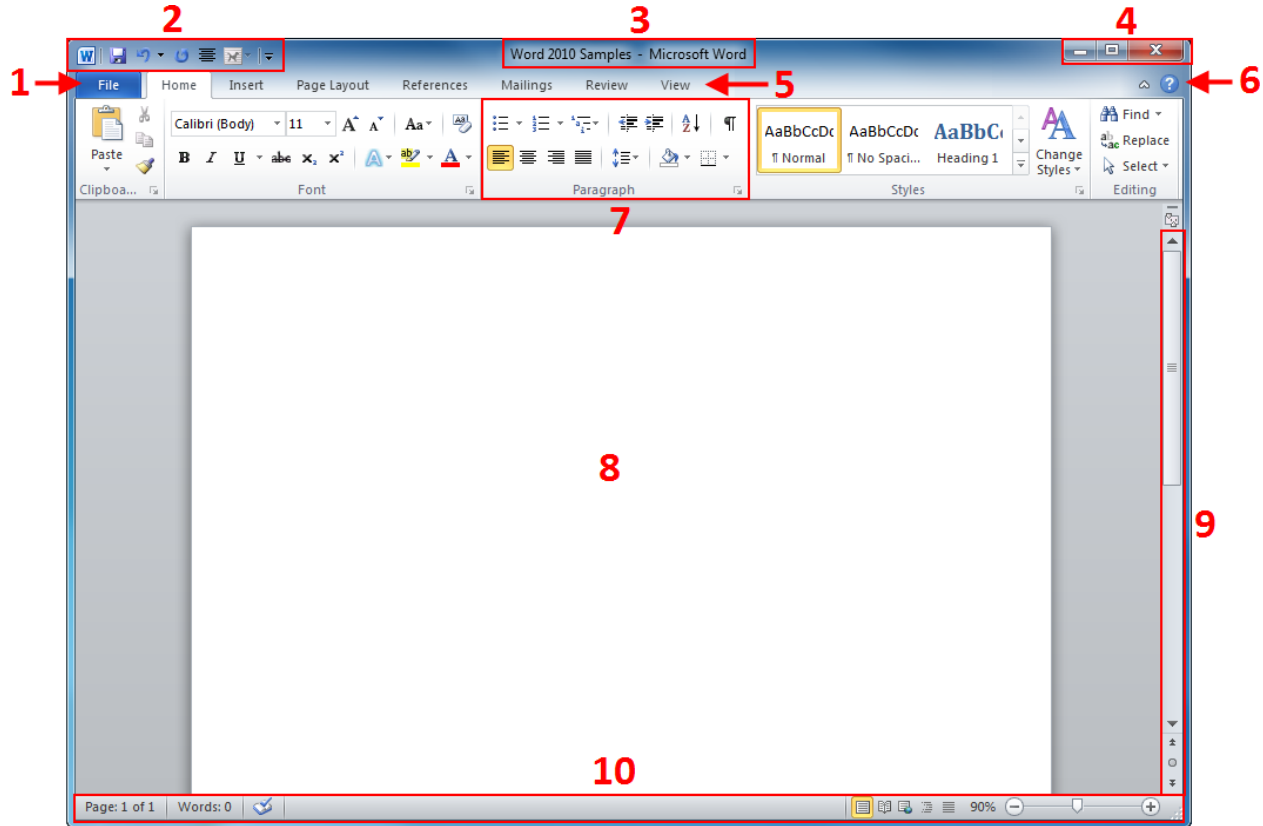 2 3 4
W Word 2010 Samples - Microsoft Word
1 File Home Insert Page Layout References Mailings Review View 5 ? 6
Calibri (Body) 11 A A Aa AaBbCcDc AaBbCcDc AaBbC Find
Paste B I U abc x₂ x² A ab A ¶ Normal ¶ No Spaci... Heading 1 Change Styles Replace
Select
Clipboa... Font Paragraph Styles Editing
7
8
9
10
Page: 1 of 1 Words: 0 90%